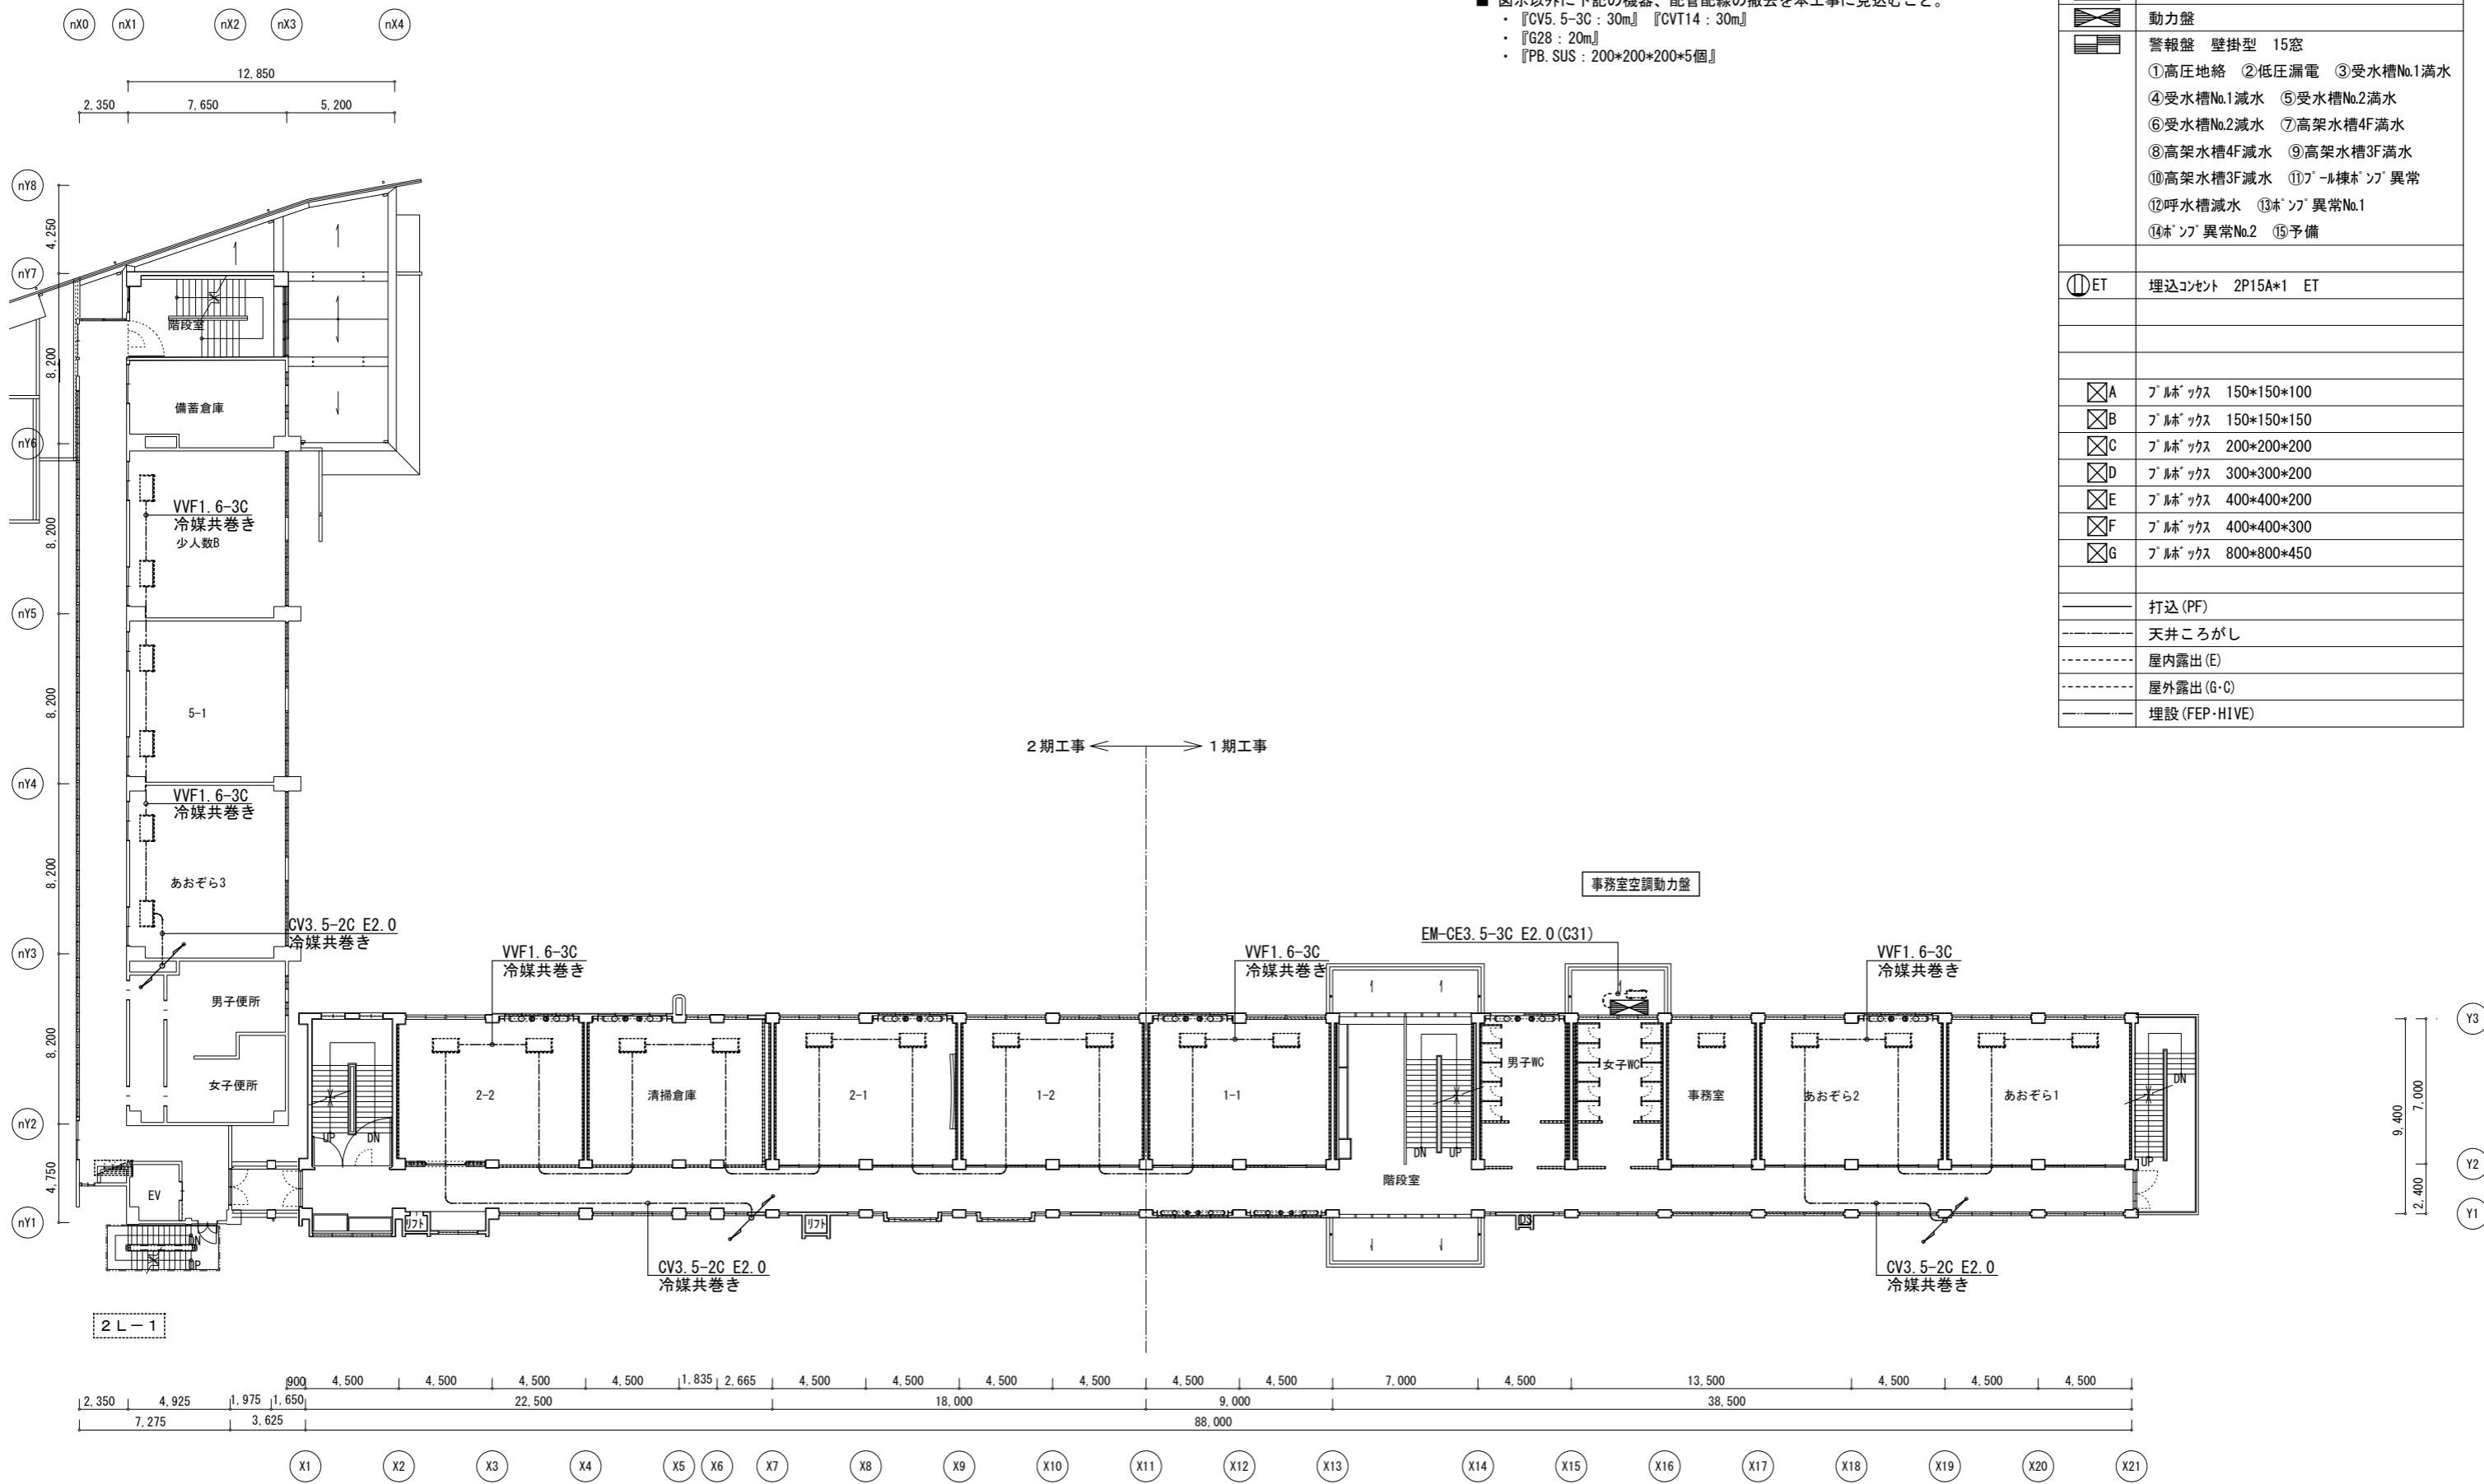 ■ 図示以外に下記の機器、配管配線の撤去を本工事に見込むこと。
・『CV5.5-3C：30m』『CVT14：30m』
・『G28：20m』
・『PB.SUS：200*200*200*5個』
動力盤
警報盤　壁掛型　15窓
①高圧地絡　②低圧漏電　③受水槽No.1満水
④受水槽No.1減水　⑤受水槽No.2満水
⑥受水槽No.2減水　⑦高架水槽4F満水
⑧高架水槽4F減水　⑨高架水槽3F満水
⑩高架水槽3F減水　⑪ﾌﾟｰﾙ棟ﾎﾟﾝﾌﾟ異常
⑫呼水槽減水　⑬ﾎﾟﾝﾌﾟ異常No.1
⑭ﾎﾟﾝﾌﾟ異常No.2　⑮予備
ET　埋込ｺﾝｾﾝﾄ　2P15A*1　ET
A　ﾌﾟﾙﾎﾞｯｸｽ　150*150*100
B　ﾌﾟﾙﾎﾞｯｸｽ　150*150*150
C　ﾌﾟﾙﾎﾞｯｸｽ　200*200*200
D　ﾌﾟﾙﾎﾞｯｸｽ　300*300*200
E　ﾌﾟﾙﾎﾞｯｸｽ　400*400*200
F　ﾌﾟﾙﾎﾞｯｸｽ　400*400*300
G　ﾌﾟﾙﾎﾞｯｸｽ　800*800*450
打込(PF)
天井ころがし
屋内露出(E)
屋外露出(G･C)
埋設(FEP･HIVE)
nX0 nX1 nX2 nX3 nX4
12,850
2,350 7,650 5,200
nY8
4,250
nY7
階段室
8,200
備蓄倉庫
nY6
VVF1.6-3C
冷媒共巻き
少人数B
8,200
nY5
8,200
5-1
nY4
VVF1.6-3C
冷媒共巻き
8,200
あおぞら3
CV3.5-2C E2.0
冷媒共巻き
nY3
男子便所
8,200
女子便所
nY2
4,750
EV
nY1
DN
UP
2L－1
2期工事　1期工事
事務室空調動力盤
EM-CE3.5-3C E2.0(C31)
VVF1.6-3C
冷媒共巻き
VVF1.6-3C
冷媒共巻き
VVF1.6-3C
冷媒共巻き
UP DN
2-2
清掃倉庫
2-1
1-2
1-1
DN UP
階段室
男子WC
女子WC
事務室
あおぞら2
あおぞら1
DN
UP
リフト
リフト
DS
CV3.5-2C E2.0
冷媒共巻き
CV3.5-2C E2.0
冷媒共巻き
Y3
7,000
9,400
Y2
2,400
Y1
900 4,500 4,500 4,500 4,500 1,835 2,665 4,500 4,500 4,500 4,500 4,500 4,500 7,000 4,500 13,500 4,500 4,500 4,500
2,350 4,925 1,975 1,650 22,500 18,000 9,000 38,500
7,275 3,625 88,000
X1 X2 X3 X4 X5 X6 X7 X8 X9 X10 X11 X12 X13 X14 X15 X16 X17 X18 X19 X20 X21